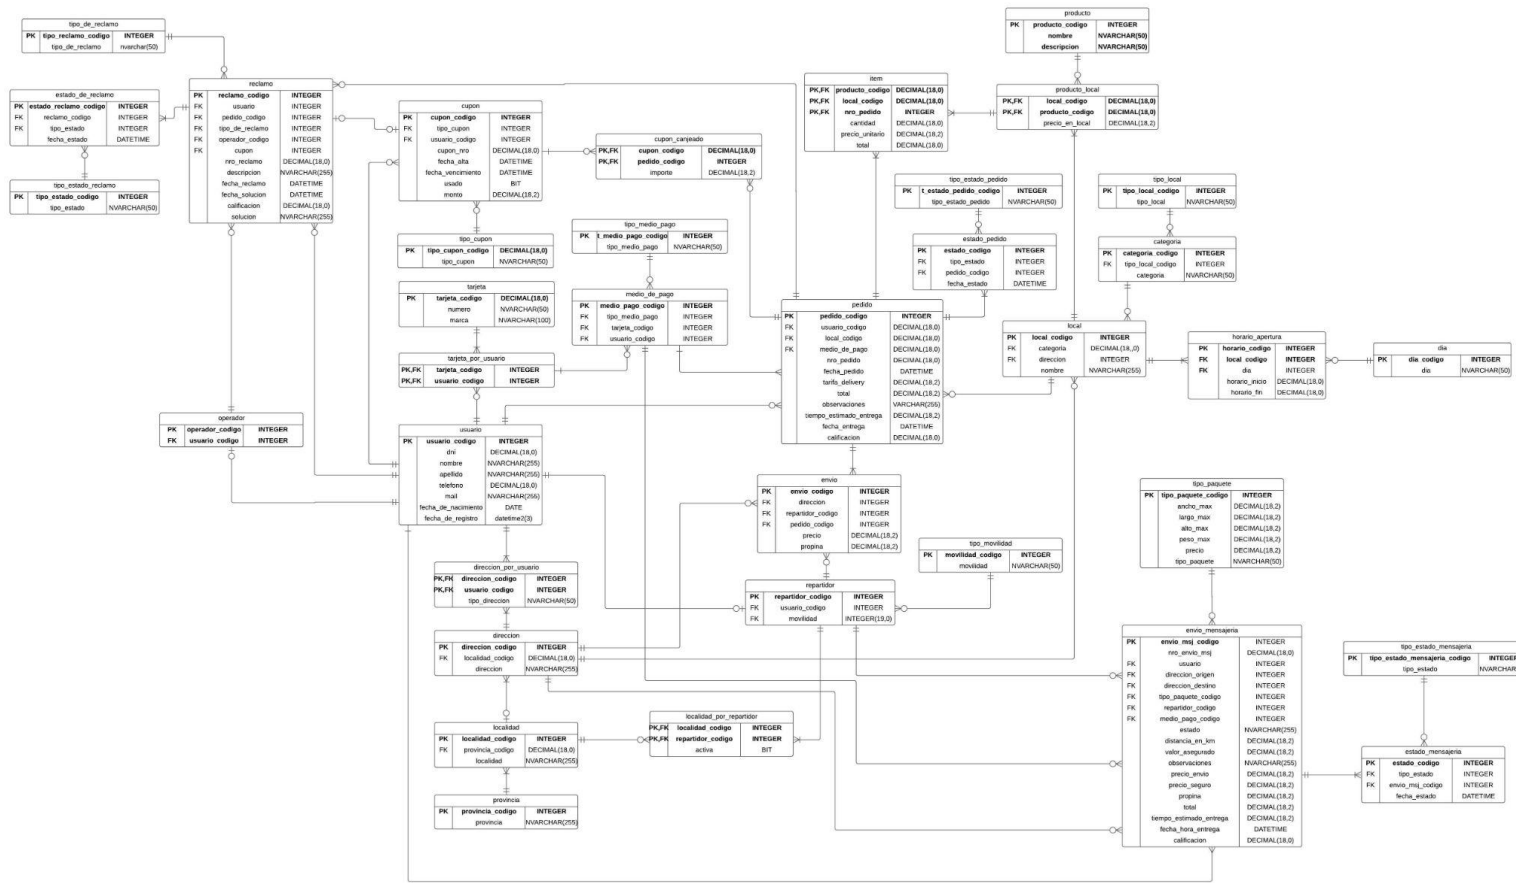 tipo_de_reclamo
PK tipo_reclamo_codigo INTEGER
tipo_de_reclamo nvarchar(50)
estado_de_reclamo
PK estado_reclamo_codigo INTEGER
FK reclamo_codigo INTEGER
FK tipo_estado INTEGER
fecha_estado DATETIME
tipo_estado_reclamo
PK tipo_estado_codigo INTEGER
tipo_estado NVARCHAR(50)
reclamo
PK reclamo_codigo INTEGER
FK usuario INTEGER
FK pedido_codigo INTEGER
FK tipo_de_reclamo INTEGER
FK operador_codigo INTEGER
FK cupon INTEGER
nro_reclamo DECIMAL(18,0)
descripcion NVARCHAR(255)
fecha_reclamo DATETIME
fecha_solucion DATETIME
calificacion DECIMAL(18,0)
solucion NVARCHAR(255)
operador
PK operador_codigo INTEGER
FK usuario_codigo INTEGER
cupon
PK cupon_codigo INTEGER
FK tipo_cupon INTEGER
FK usuario_codigo INTEGER
cupon_nro DECIMAL(18,0)
fecha_alta DATETIME
fecha_vencimiento DATETIME
usado BIT
monto DECIMAL(18,2)
tipo_cupon
PK tipo_cupon_codigo DECIMAL(18,0)
tipo_cupon NVARCHAR(50)
tarjeta
PK tarjeta_codigo DECIMAL(18,0)
numero NVARCHAR(50)
marca NVARCHAR(100)
tarjeta_por_usuario
PK,FK tarjeta_codigo INTEGER
PK,FK usuario_codigo INTEGER
usuario
PK usuario_codigo INTEGER
dni DECIMAL(18,0)
nombre NVARCHAR(255)
apellido NVARCHAR(255)
telefono DECIMAL(18,0)
mail NVARCHAR(255)
fecha_de_nacimiento DATE
fecha_de_registro datetime2(3)
direccion_por_usuario
PK,FK direccion_codigo INTEGER
PK,FK usuario_codigo INTEGER
tipo_direccion NVARCHAR(50)
direccion
PK direccion_codigo INTEGER
FK localidad_codigo DECIMAL(18,0)
direccion NVARCHAR(255)
localidad
PK localidad_codigo INTEGER
FK provincia_codigo DECIMAL(18,0)
localidad NVARCHAR(255)
provincia
PK provincia_codigo INTEGER
provincia NVARCHAR(255)
cupon_canjeado
PK,FK cupon_codigo DECIMAL(18,0)
PK,FK pedido_codigo INTEGER
importe DECIMAL(18,2)
tipo_medio_pago
PK t_medio_pago_codigo INTEGER
tipo_medio_pago NVARCHAR(50)
medio_de_pago
PK medio_pago_codigo INTEGER
FK tipo_medio_pago INTEGER
FK tarjeta_codigo INTEGER
FK usuario_codigo INTEGER
localidad_por_repartidor
PK,FK localidad_codigo INTEGER
PK,FK repartidor_codigo INTEGER
activa BIT
item
PK,FK producto_codigo DECIMAL(18,0)
PK,FK local_codigo DECIMAL(18,0)
PK,FK nro_pedido INTEGER
cantidad DECIMAL(18,0)
precio_unitario DECIMAL(18,2)
total DECIMAL(18,0)
producto
PK producto_codigo INTEGER
nombre NVARCHAR(50)
descripcion NVARCHAR(50)
producto_local
PK,FK local_codigo DECIMAL(18,0)
PK,FK producto_codigo DECIMAL(18,0)
precio_en_local DECIMAL(18,2)
tipo_estado_pedido
PK t_estado_pedido_codigo INTEGER
tipo_estado_pedido NVARCHAR(50)
estado_pedido
PK estado_codigo INTEGER
FK tipo_estado INTEGER
FK pedido_codigo INTEGER
fecha_estado DATETIME
tipo_local
PK tipo_local_codigo INTEGER
tipo_local NVARCHAR(50)
categoria
PK categoria_codigo INTEGER
FK tipo_local_codigo INTEGER
categoria NVARCHAR(50)
pedido
PK pedido_codigo INTEGER
FK usuario_codigo DECIMAL(18,0)
FK local_codigo DECIMAL(18,0)
FK medio_de_pago DECIMAL(18,0)
nro_pedido DECIMAL(18,0)
fecha_pedido DATETIME
tarifa_delivery DECIMAL(18,2)
total DECIMAL(18,2)
observaciones VARCHAR(255)
tiempo_estimado_entrega DECIMAL(18,2)
fecha_entrega DATETIME
calificacion DECIMAL(18,0)
local
PK local_codigo INTEGER
FK categoria DECIMAL(18,,0)
FK direccion INTEGER
nombre NVARCHAR(255)
horario_apertura
PK horario_codigo INTEGER
FK local_codigo INTEGER
FK dia INTEGER
horario_inicio DECIMAL(18,0)
horario_fin DECIMAL(18,0)
dia
PK dia_codigo INTEGER
dia NVARCHAR(50)
envio
PK envio_codigo INTEGER
FK direccion INTEGER
FK repartidor_codigo INTEGER
FK pedido_codigo INTEGER
precio DECIMAL(18,2)
propina DECIMAL(18,2)
tipo_movilidad
PK movilidad_codigo INTEGER
movilidad NVARCHAR(50)
repartidor
PK repartidor_codigo INTEGER
FK usuario_codigo INTEGER
FK movilidad INTEGER(19,0)
tipo_paquete
PK tipo_paquete_codigo INTEGER
ancho_max DECIMAL(18,2)
largo_max DECIMAL(18,2)
alto_max DECIMAL(18,2)
peso_max DECIMAL(18,2)
precio DECIMAL(18,2)
tipo_paquete NVARCHAR(50)
envio_mensajeria
PK envio_msj_codigo INTEGER
nro_envio_msj DECIMAL(18,0)
FK usuario INTEGER
FK direccion_origen INTEGER
FK direccion_destino INTEGER
FK tipo_paquete_codigo INTEGER
FK repartidor_codigo INTEGER
FK medio_pago_codigo INTEGER
estado NVARCHAR(255)
distancia_en_km DECIMAL(18,2)
valor_asegurado DECIMAL(18,2)
observaciones NVARCHAR(255)
precio_envio DECIMAL(18,2)
precio_seguro DECIMAL(18,2)
propina DECIMAL(18,2)
total DECIMAL(18,2)
tiempo_estimado_entrega DECIMAL(18,2)
fecha_hora_entrega DATETIME
calificacion DECIMAL(18,0)
tipo_estado_mensajeria
PK tipo_estado_mensajeria_codigo INTEGER
tipo_estado NVARCHAR
estado_mensajeria
PK estado_codigo INTEGER
FK tipo_estado INTEGER
FK envio_msj_codigo INTEGER
fecha_estado DATETIME